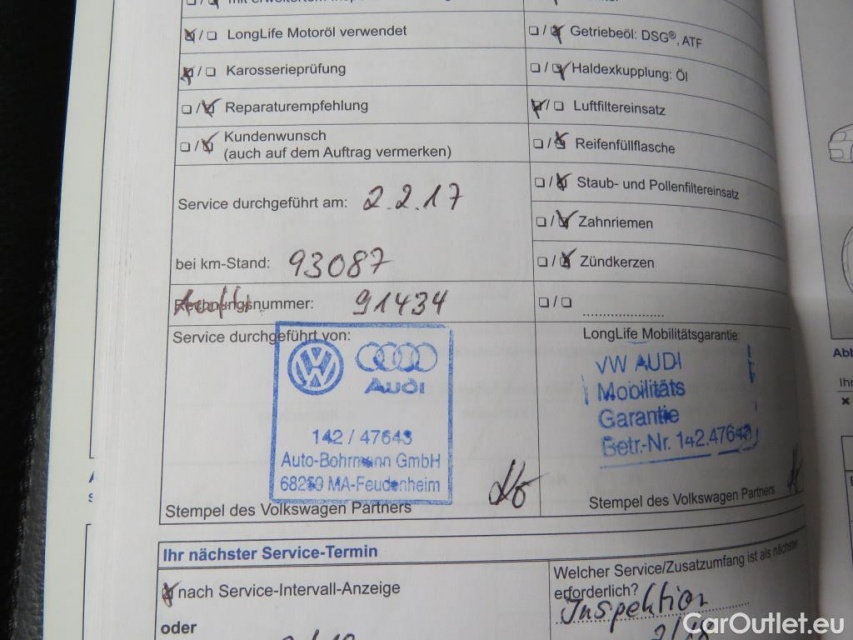 LongLife Motoröl verwendet
Karosserieprüfung
Reparaturempfehlung
Kundenwunsch
(auch auf dem Auftrag vermerken)
Getriebeöl: DSG®, ATF
Haldexkupplung: Öl
Luftfiltereinsatz
Reifenfüllflasche
Staub- und Pollenfiltereinsatz
Zahnriemen
Zündkerzen
Service durchgeführt am: 2.2.17
bei km-Stand: 93087
Rechnungsnummer: 91434
Service durchgeführt von:
VW Audi
142 / 47643
Auto-Bohrmann GmbH
68259 MA-Feudenheim
Stempel des Volkswagen Partners
LongLife Mobilitätsgarantie:
VW AUDI
Mobilitäts
Garantie
Betr.-Nr. 142.47643
Stempel des Volkswagen Partners
Ihr nächster Service-Termin
nach Service-Intervall-Anzeige
oder
Welcher Service/Zusatzumfang ist als nächster
erforderlich?
Inspektion
CarOutlet.eu